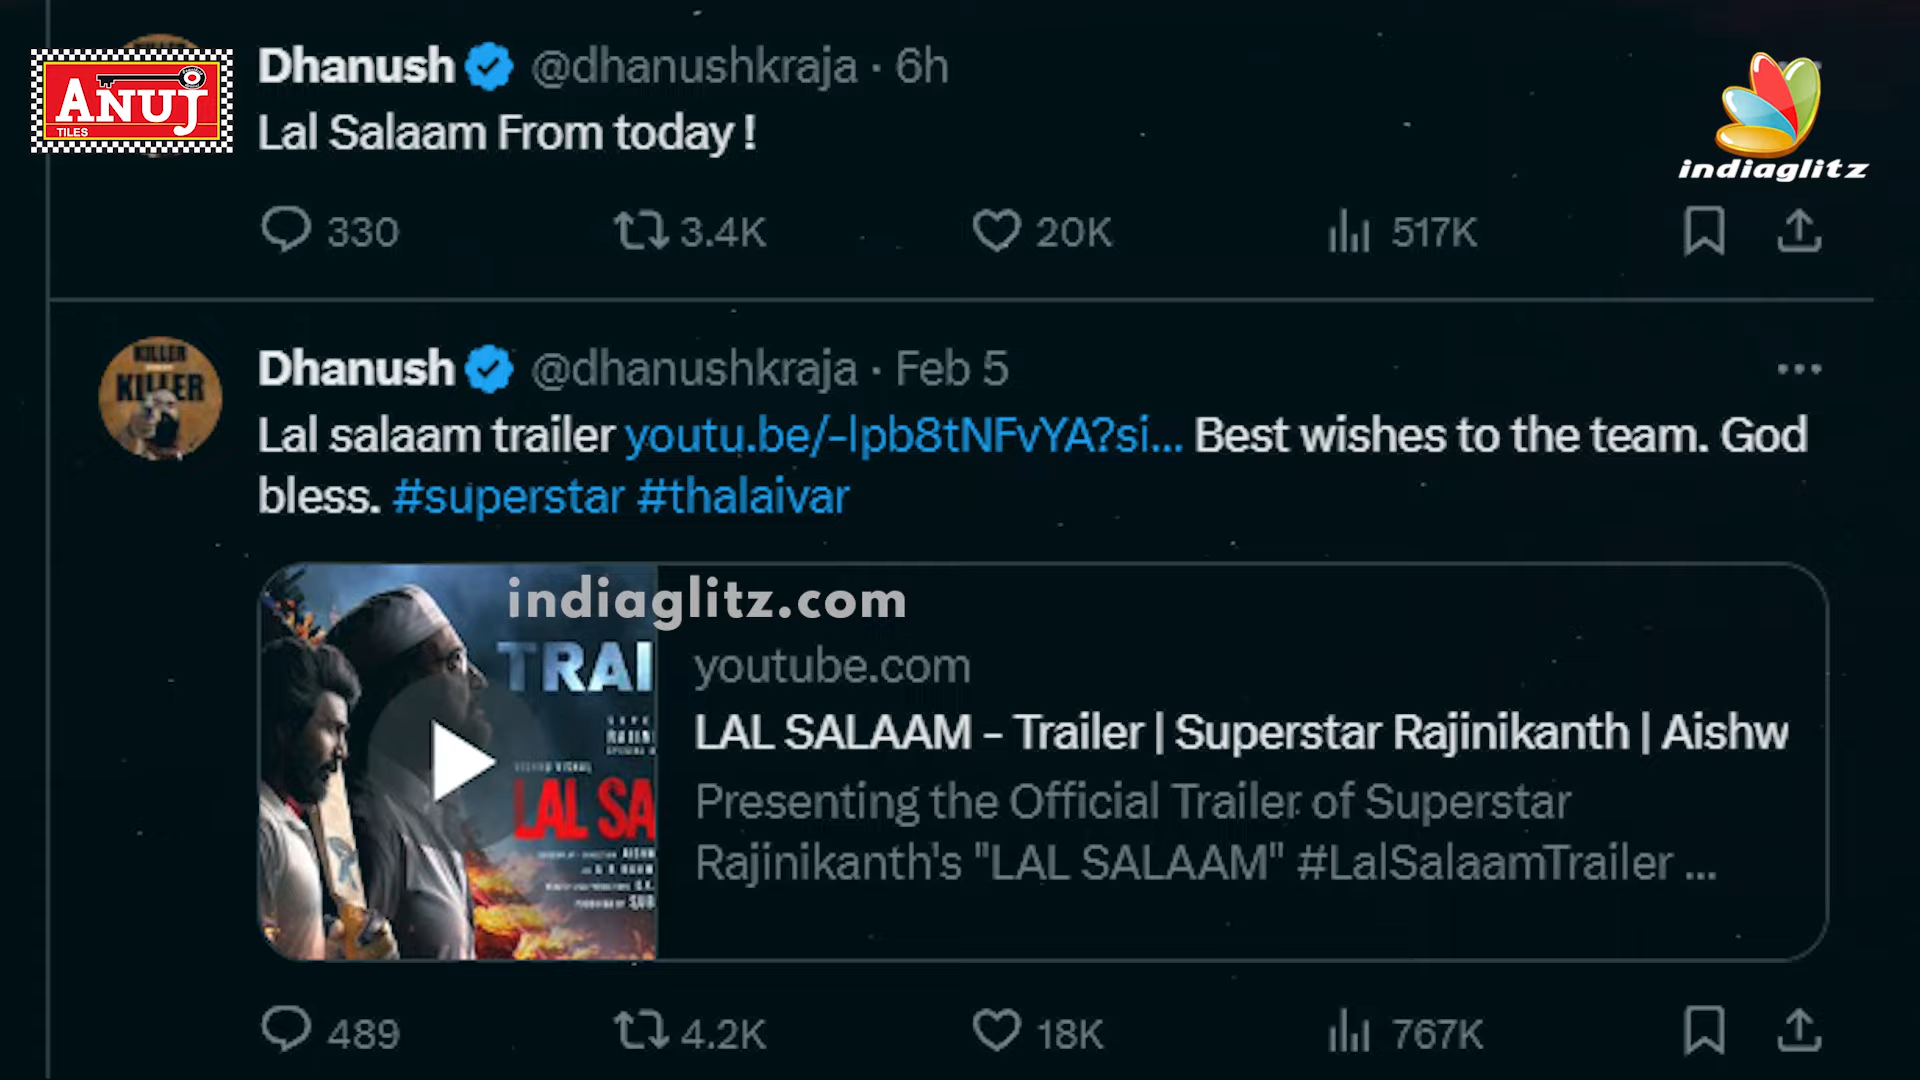 ANUJ
TILES
Dhanush @dhanushkraja · 6h
Lal Salaam From today !
indiaglitz
330 3.4K 20K 517K
KILLER
KILLER
Dhanush @dhanushkraja · Feb 5
Lal salaam trailer youtu.be/-lpb8tNFvYA?si... Best wishes to the team. God
bless. #superstar #thalaivar
indiaglitz.com
TRAI
LAL SA
youtube.com
LAL SALAAM - Trailer | Superstar Rajinikanth | Aishw
Presenting the Official Trailer of Superstar
Rajinikanth's "LAL SALAAM" #LalSalaamTrailer ...
489 4.2K 18K 767K